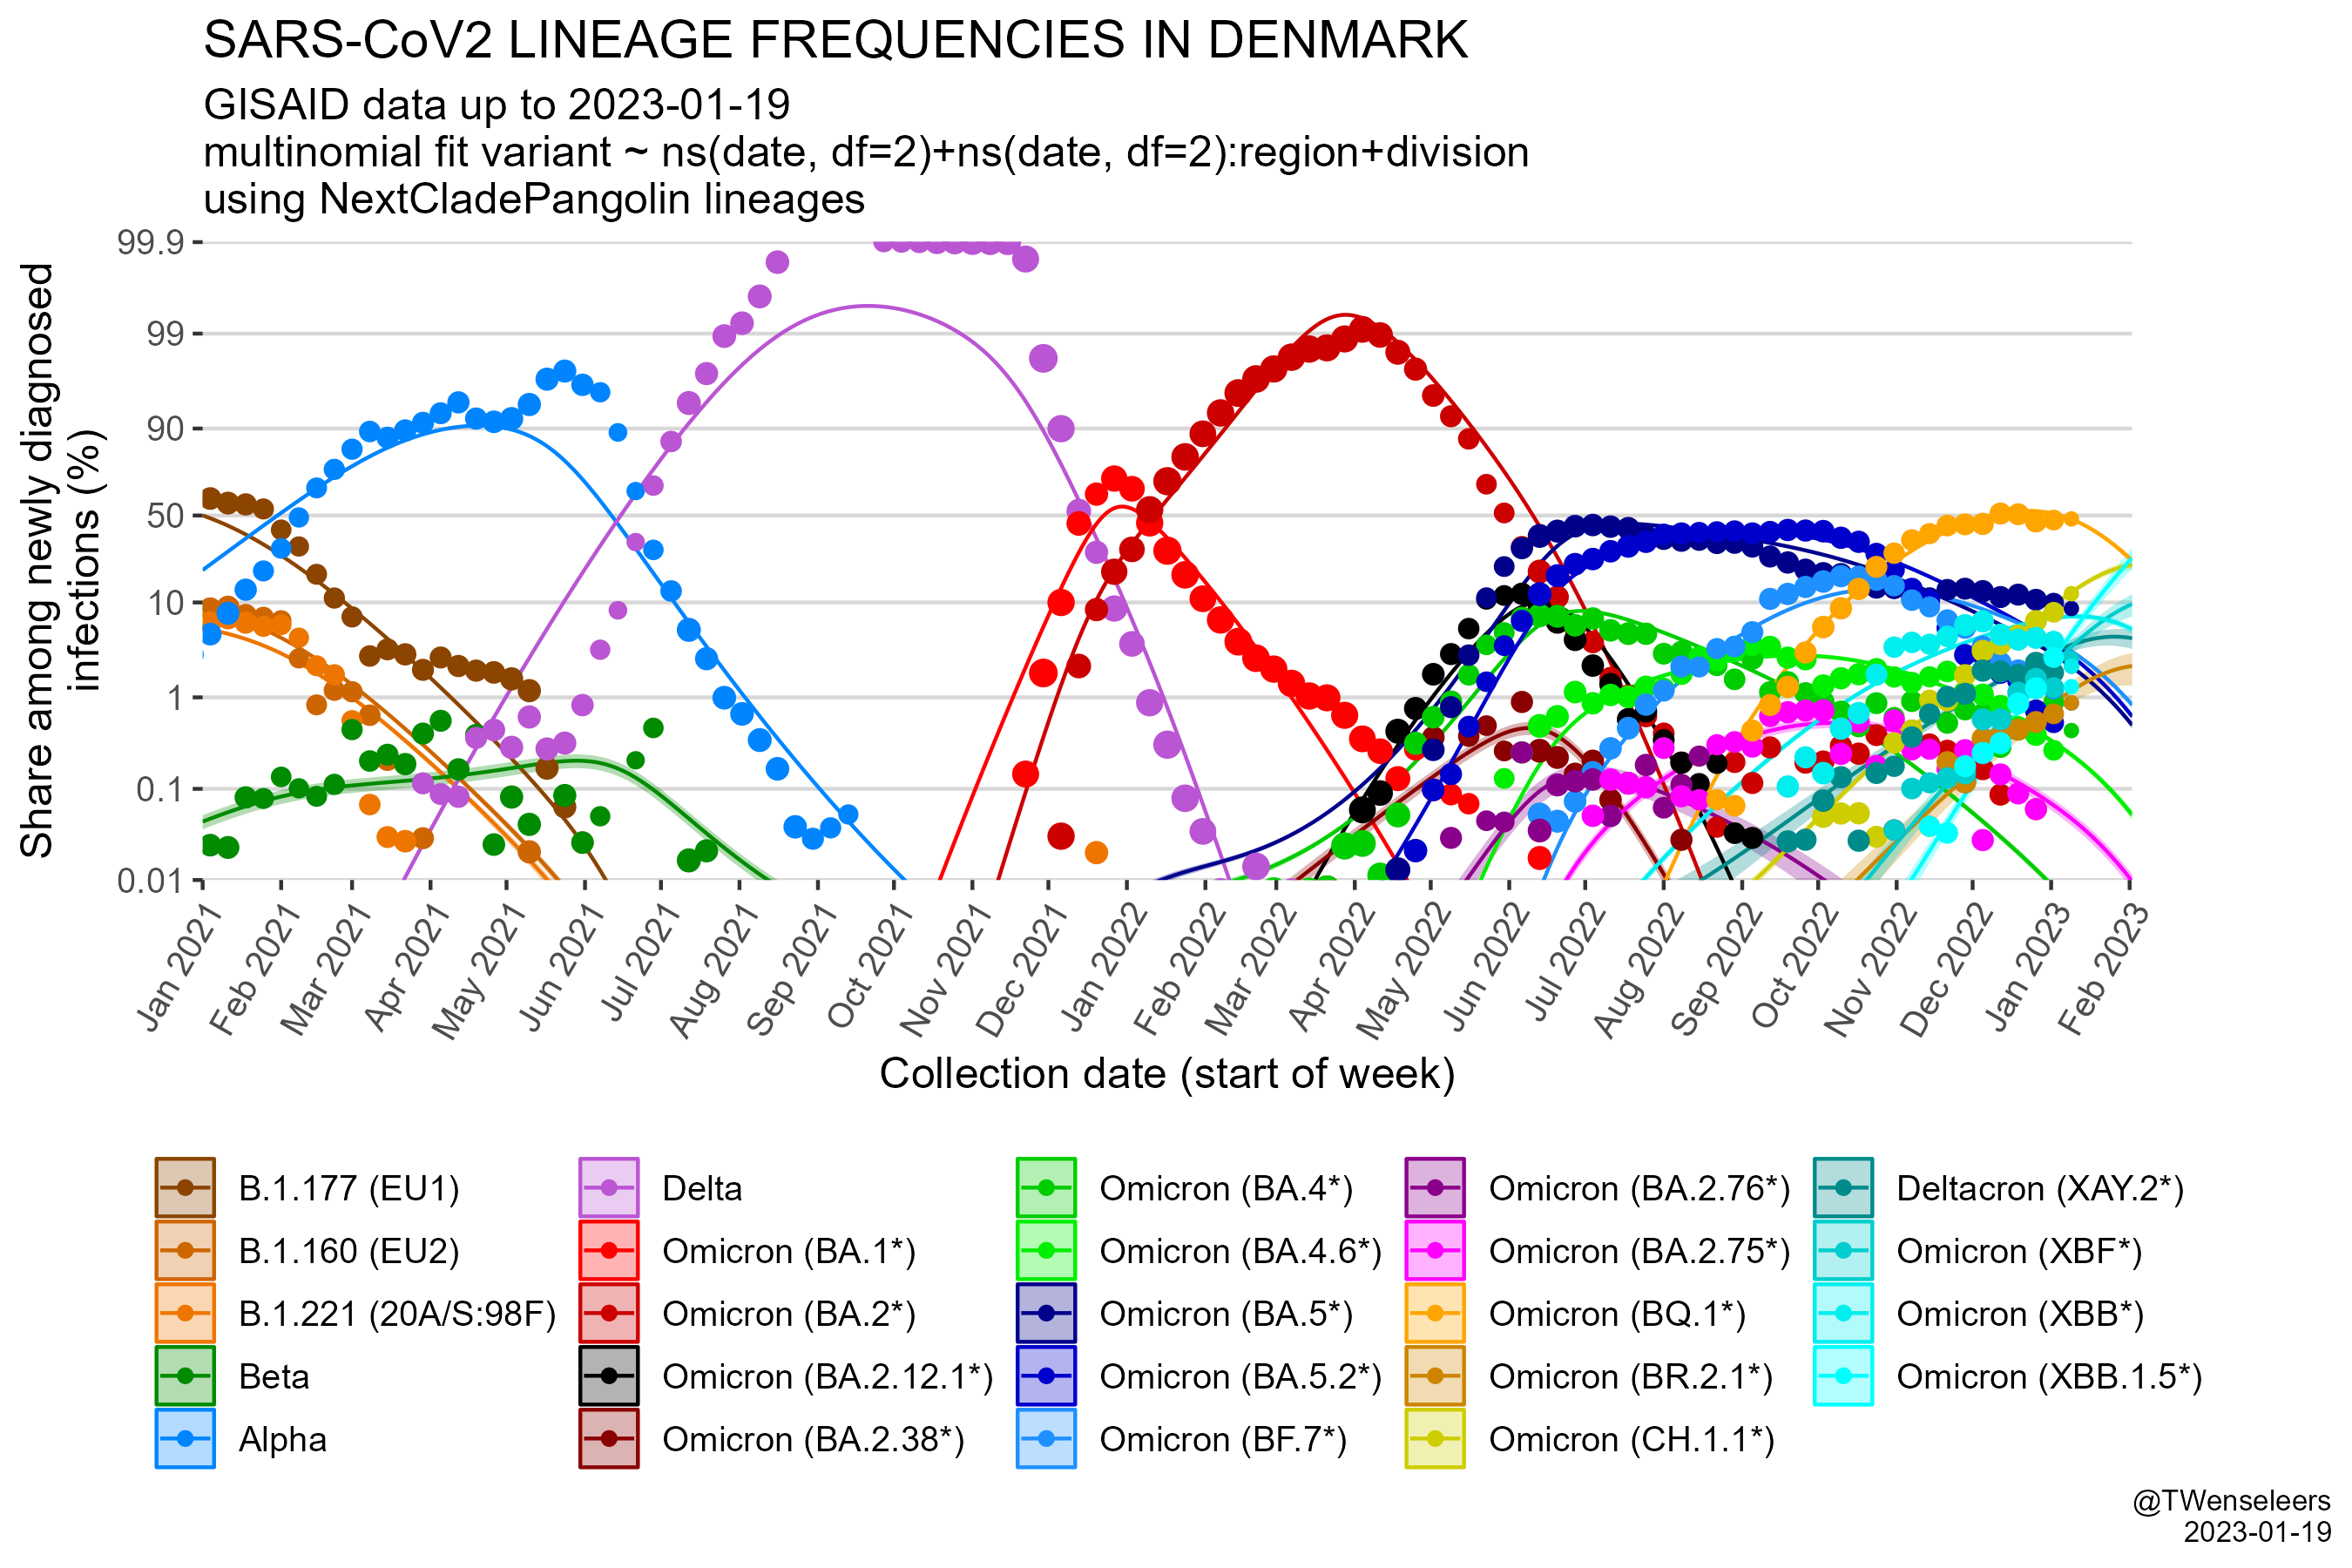 SARS-CoV2 LINEAGE FREQUENCIES IN DENMARK
GISAID data up to 2023-01-19
multinomial fit variant ~ ns(date, df=2)+ns(date, df=2):region+division
using NextCladePangolin lineages
Share among newly diagnosed
infections (%)
99.9
99
90
50
10
1
0.1
0.01
Jan 2021
Feb 2021
Mar 2021
Apr 2021
May 2021
Jun 2021
Jul 2021
Aug 2021
Sep 2021
Oct 2021
Nov 2021
Dec 2021
Jan 2022
Feb 2022
Mar 2022
Apr 2022
May 2022
Jun 2022
Jul 2022
Aug 2022
Sep 2022
Oct 2022
Nov 2022
Dec 2022
Jan 2023
Feb 2023
Collection date (start of week)
B.1.177 (EU1)
B.1.160 (EU2)
B.1.221 (20A/S:98F)
Beta
Alpha
Delta
Omicron (BA.1*)
Omicron (BA.2*)
Omicron (BA.2.12.1*)
Omicron (BA.2.38*)
Omicron (BA.4*)
Omicron (BA.4.6*)
Omicron (BA.5*)
Omicron (BA.5.2*)
Omicron (BF.7*)
Omicron (BA.2.76*)
Omicron (BA.2.75*)
Omicron (BQ.1*)
Omicron (BR.2.1*)
Omicron (CH.1.1*)
Deltacron (XAY.2*)
Omicron (XBF*)
Omicron (XBB*)
Omicron (XBB.1.5*)
@TWenseleers
2023-01-19